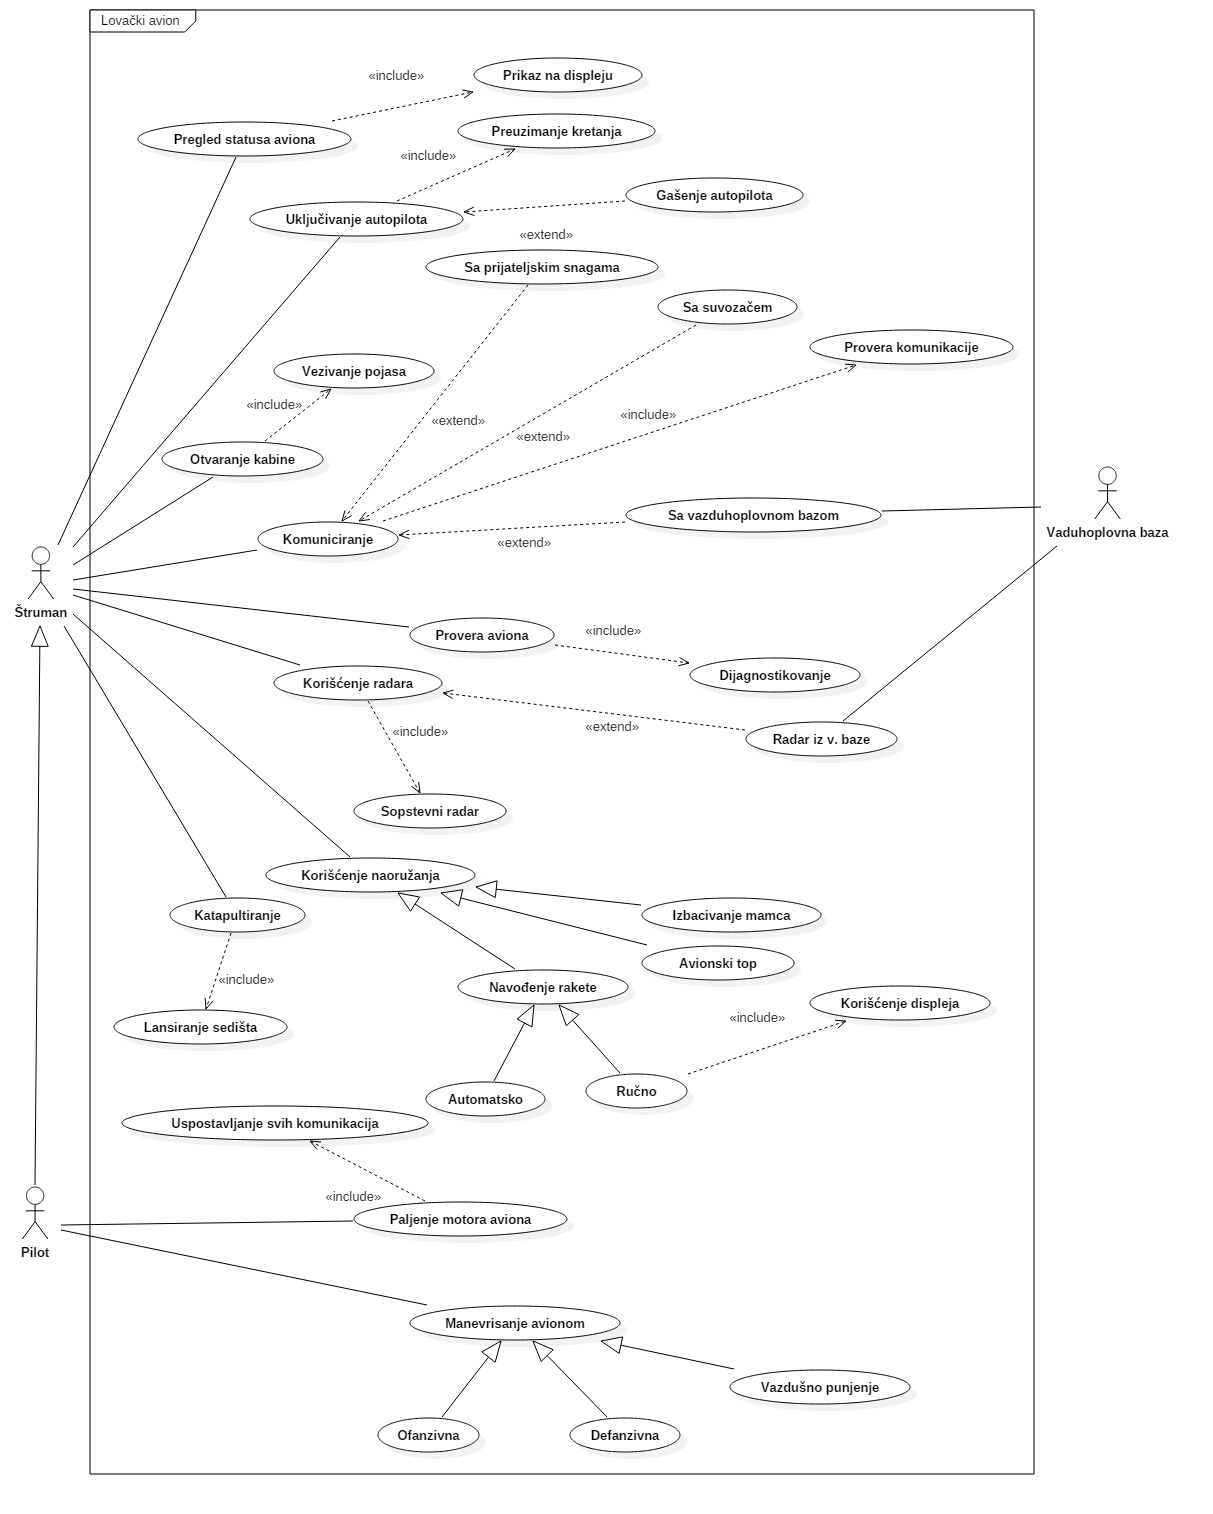 Lovački avion
«include»
Prikaz na displeju
Pregled statusa aviona
Preuzimanje kretanja
«include»
Gašenje autopilota
Uključivanje autopilota
«extend»
Sa prijateljskim snagama
Sa suvozačem
Provera komunikacije
Vezivanje pojasa
«include»
«include»
«extend»
«extend»
Otvaranje kabine
Sa vazduhoplovnom bazom
Vaduhoplovna baza
Komuniciranje
«extend»
Štruman
Provera aviona
«include»
Dijagnostikovanje
Korišćenje radara
«extend»
«include»
Radar iz v. baze
Sopstevni radar
Korišćenje naoružanja
Katapultiranje
Izbacivanje mamca
Avionski top
«include»
Navođenje rakete
Korišćenje displeja
«include»
Lansiranje sedišta
Automatsko
Ručno
Uspostavljanje svih komunikacija
«include»
Paljenje motora aviona
Pilot
Manevrisanje avionom
Vazdušno punjenje
Ofanzivna
Defanzivna